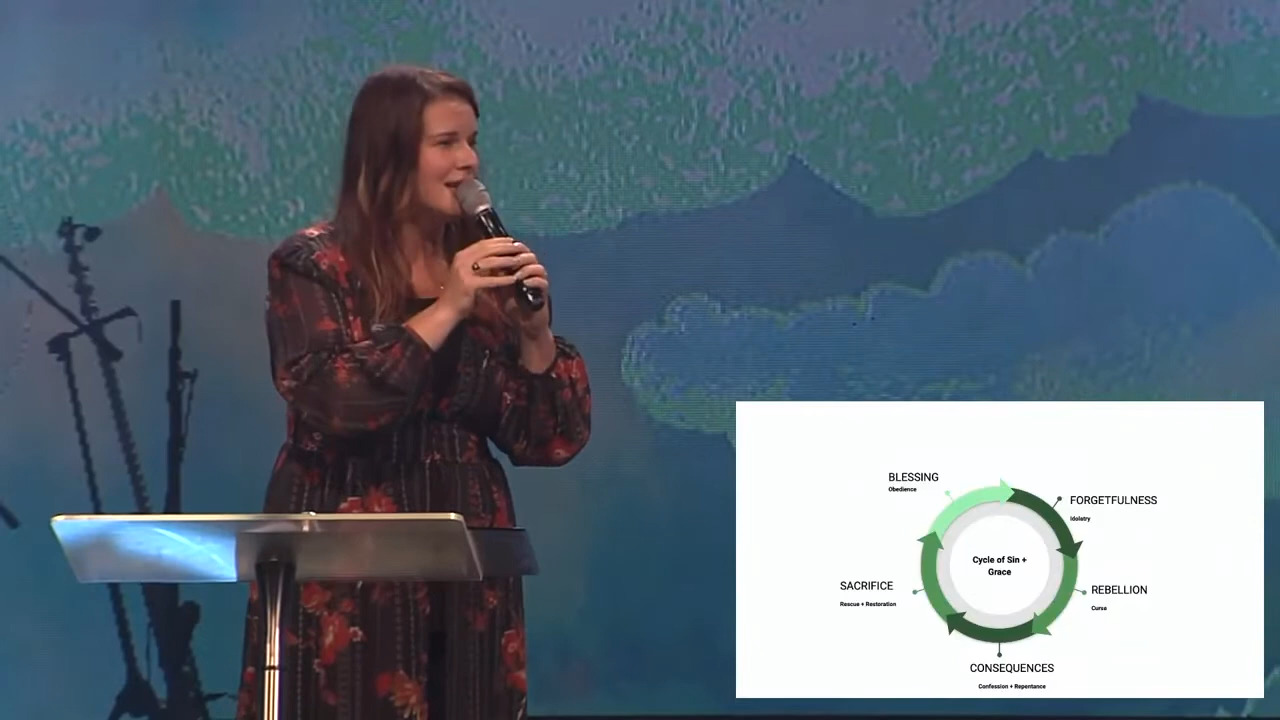 BLESSING
Obedience
FORGETFULNESS
Idolatry
Cycle of Sin +
Grace
SACRIFICE
Rescue + Restoration
REBELLION
Curse
CONSEQUENCES
Confession + Repentance